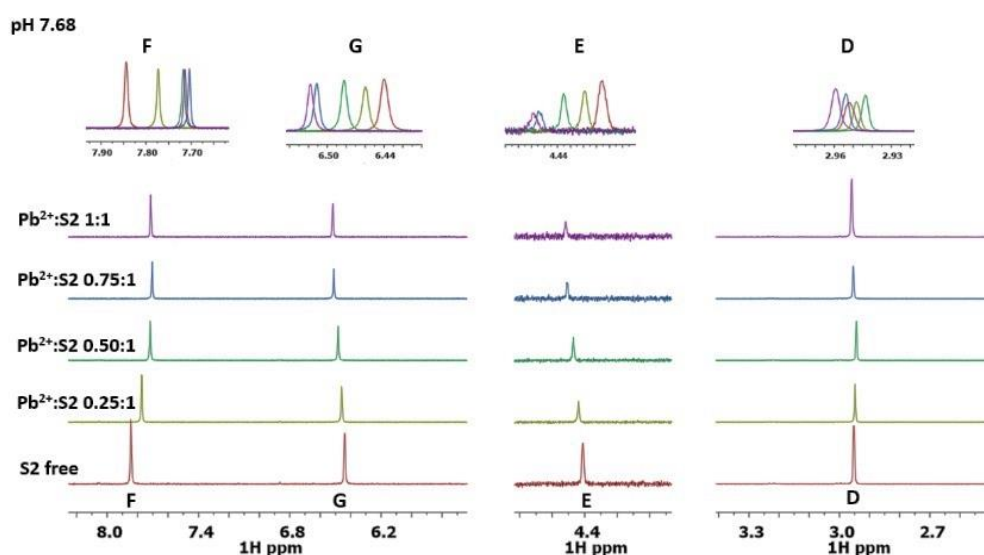 pH 7.68
F G E D
7.90 7.80 7.70 6.50 6.44 4.44 2.96 2.93
Pb²⁺:S2 1:1
Pb²⁺:S2 0.75:1
Pb²⁺:S2 0.50:1
Pb²⁺:S2 0.25:1
S2 free
F G E D
8.0 7.4 6.8 6.2 4.4 3.3 3.0 2.7
1H ppm 1H ppm 1H ppm